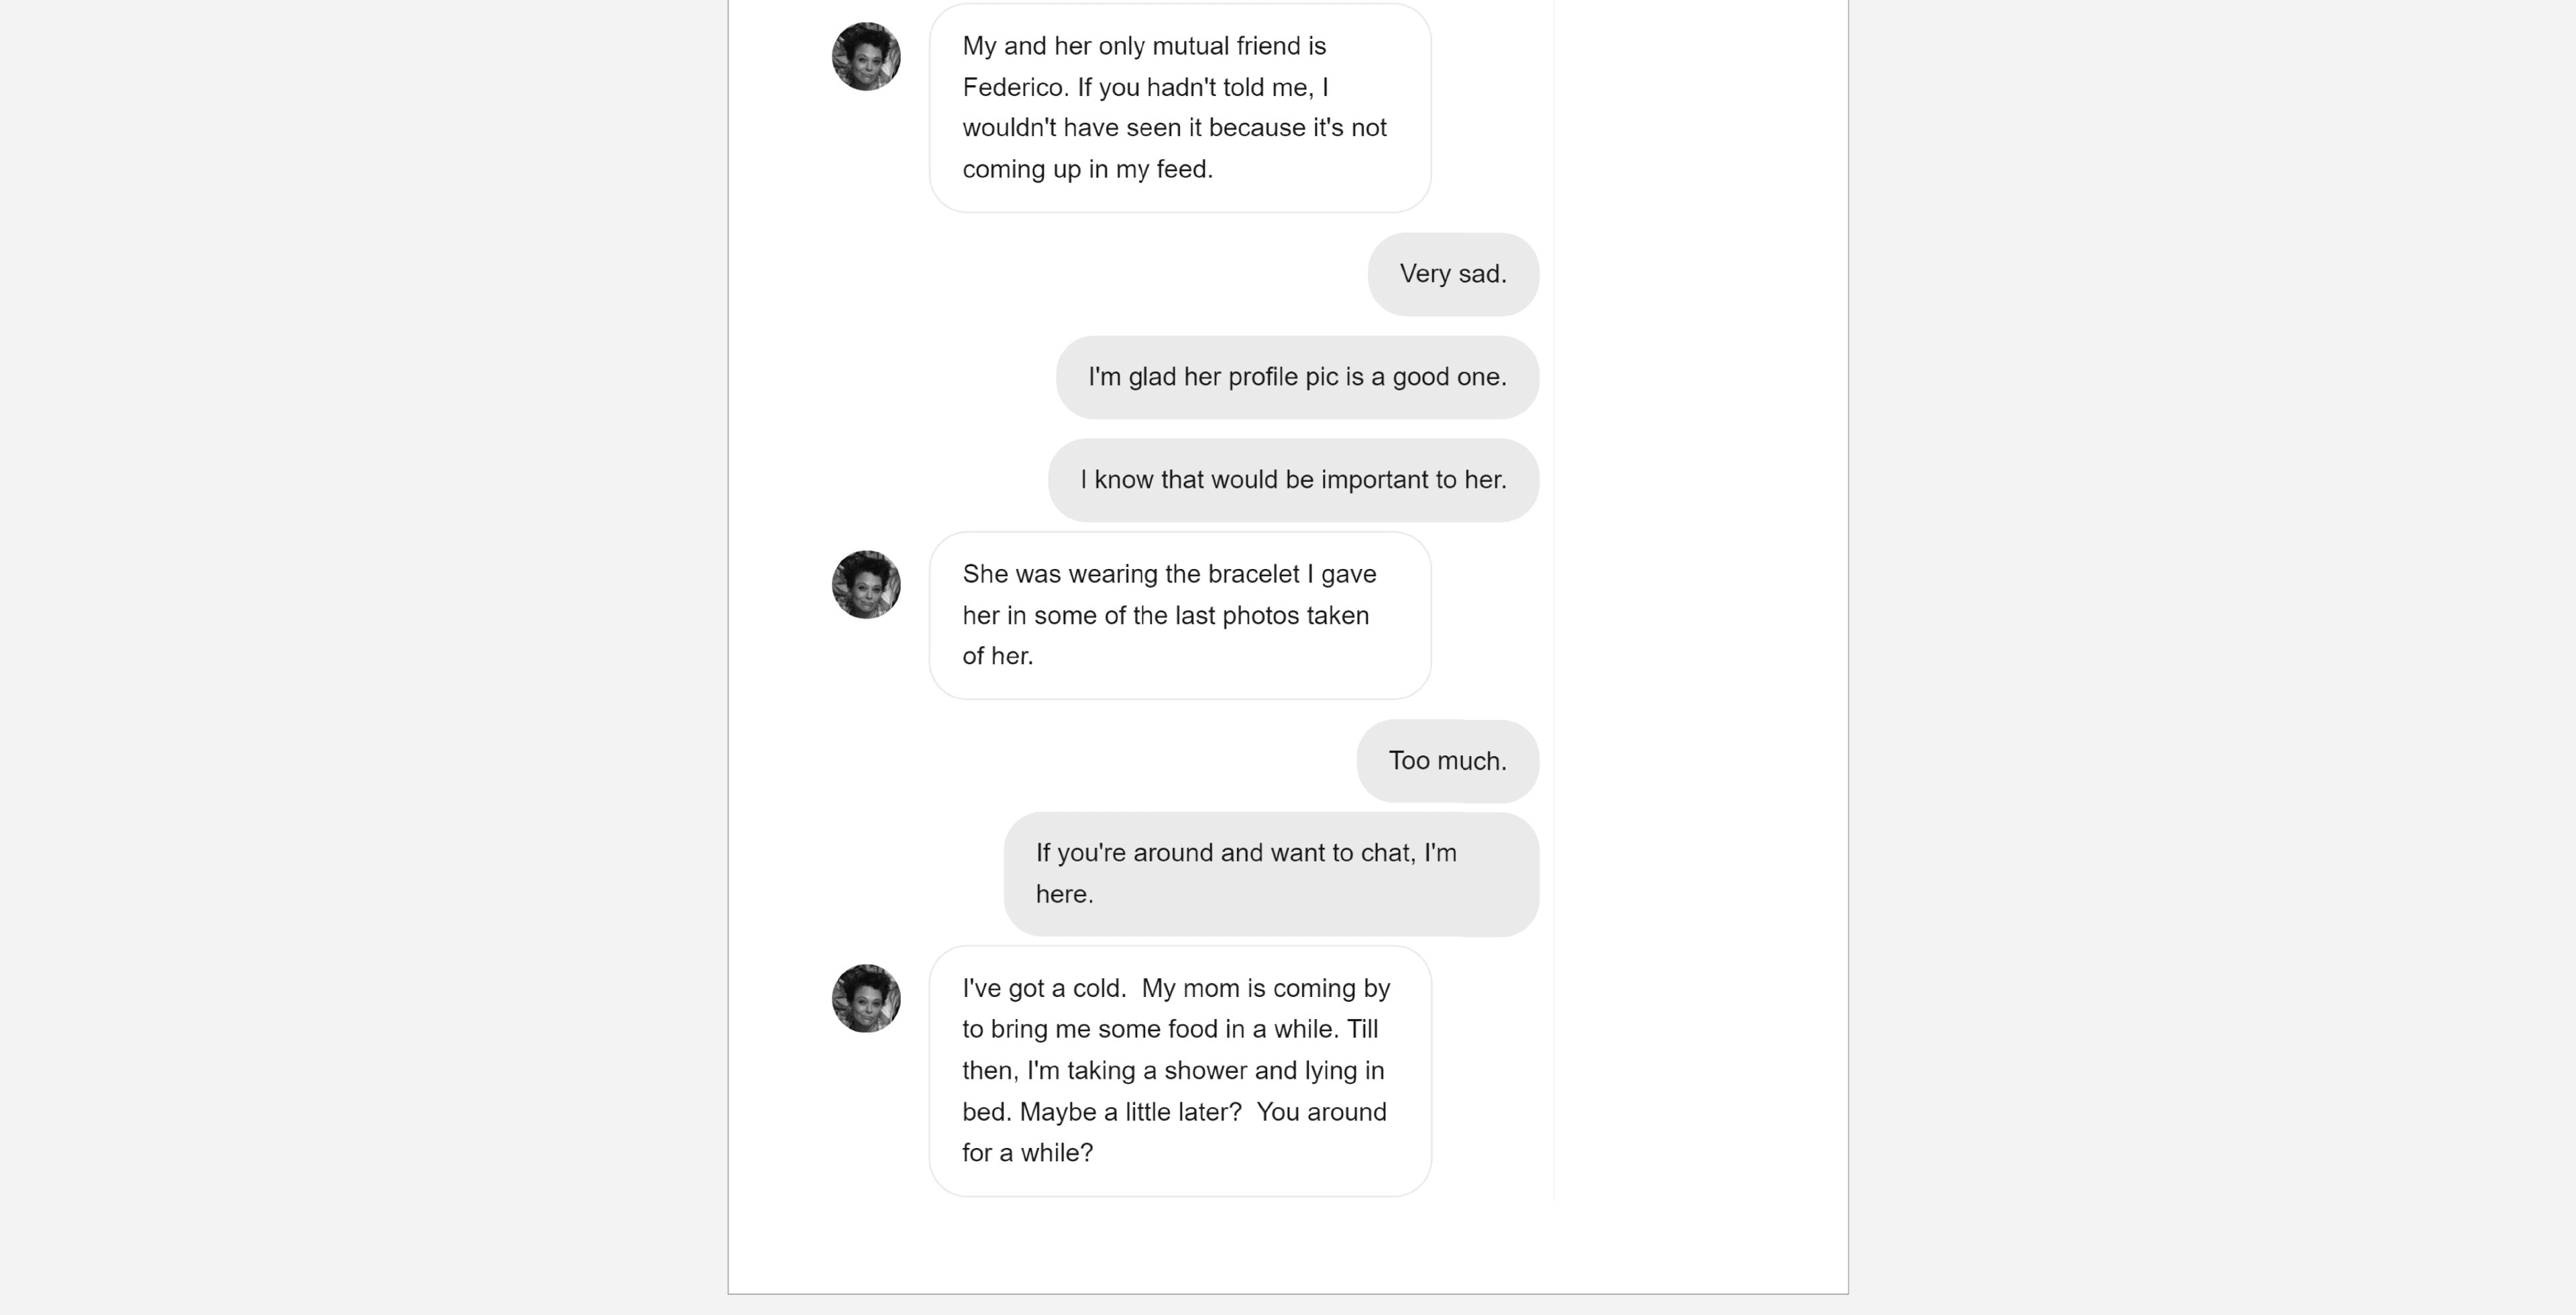 My and her only mutual friend is
Federico. If you hadn't told me, I
wouldn't have seen it because it's not
coming up in my feed.
Very sad.
I'm glad her profile pic is a good one.
I know that would be important to her.
She was wearing the bracelet I gave
her in some of the last photos taken
of her.
Too much.
If you're around and want to chat, I'm
here.
I've got a cold.  My mom is coming by
to bring me some food in a while. Till
then, I'm taking a shower and lying in
bed. Maybe a little later?  You around
for a while?